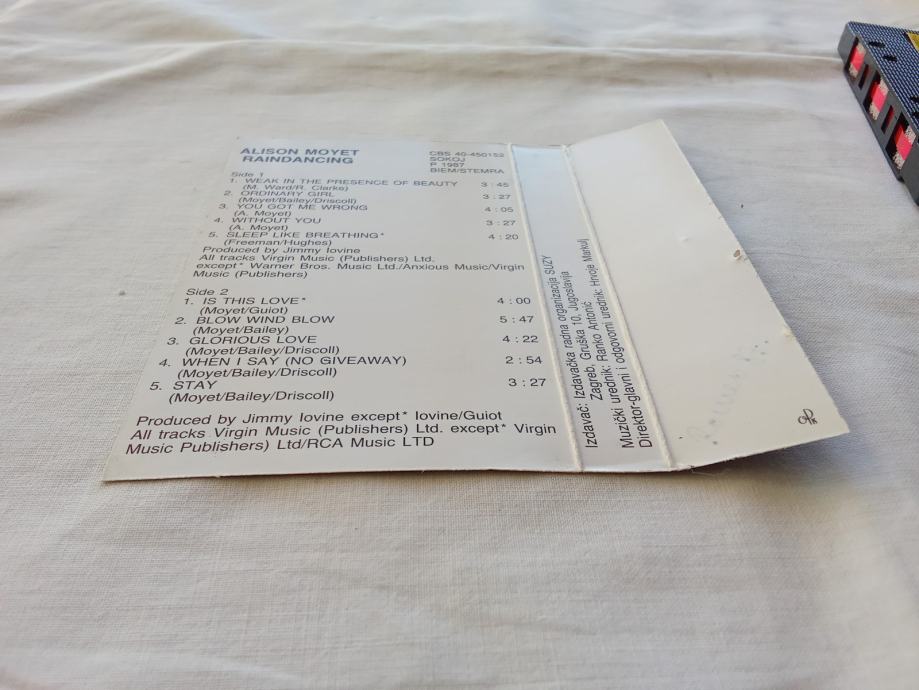 ALISON MOYET
RAINDANCING
CBS 40-450152
SOKOJ
P 1987
BIEM/STEMRA
Side 1
1. WEAK IN THE PRESENCE OF BEAUTY 3:45
(M. Ward/R. Clarke)
2. ORDINARY GIRL 3:27
(Moyet/Bailey/Driscoll)
3. YOU GOT ME WRONG 4:05
(A. Moyet)
4. WITHOUT YOU 3:27
(A. Moyet)
5. SLEEP LIKE BREATHING* 4:20
(Freeman/Hughes)
Produced by Jimmy Iovine
All tracks Virgin Music (Publishers) Ltd.
except* Warner Bros. Music Ltd./Anxious Music/Virgin
Music (Publishers)
Side 2
1. IS THIS LOVE* 4:00
(Moyet/Guiot)
2. BLOW WIND BLOW 5:47
(Moyet/Bailey)
3. GLORIOUS LOVE 4:22
(Moyet/Bailey/Driscoll)
4. WHEN I SAY (NO GIVEAWAY) 2:54
(Moyet/Bailey/Driscoll)
5. STAY 3:27
(Moyet/Bailey/Driscoll)
Produced by Jimmy Iovine except* Iovine/Guiot
All tracks Virgin Music (Publishers) Ltd. except* Virgin
Music Publishers) Ltd/RCA Music LTD
Izdavač: Izdavačka radna organizacija SUZY
Zagreb, Gruška 10, Jugoslavija
Muzički urednik: Ranko Antonić
Direktor-glavni i odgovorni urednik: Hrvoje Markulj